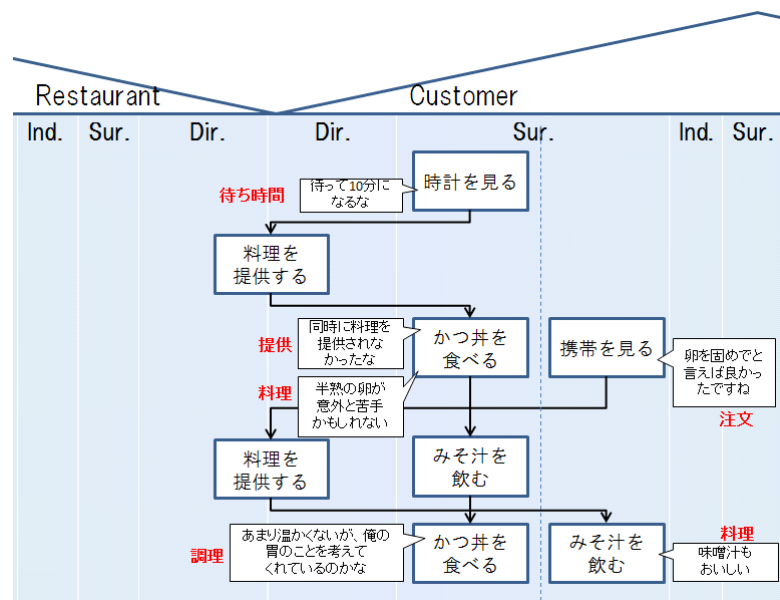 Restaurant
Customer
Ind.
Sur.
Dir.
Dir.
Sur.
Ind.
Sur.
待ち時間
待って10分に
なるな
時計を見る
料理を
提供する
提供
同時に料理を
提供されな
かったな
かつ丼を
食べる
携帯を見る
卵を固めでと
言えば良かっ
たですね
注文
料理
半熟の卵が
意外と苦手
かもしれない
料理を
提供する
みそ汁を
飲む
調理
あまり温かくないが、俺の
胃のことを考えて
くれているのかな
かつ丼を
食べる
みそ汁を
飲む
料理
味噌汁も
おいしい